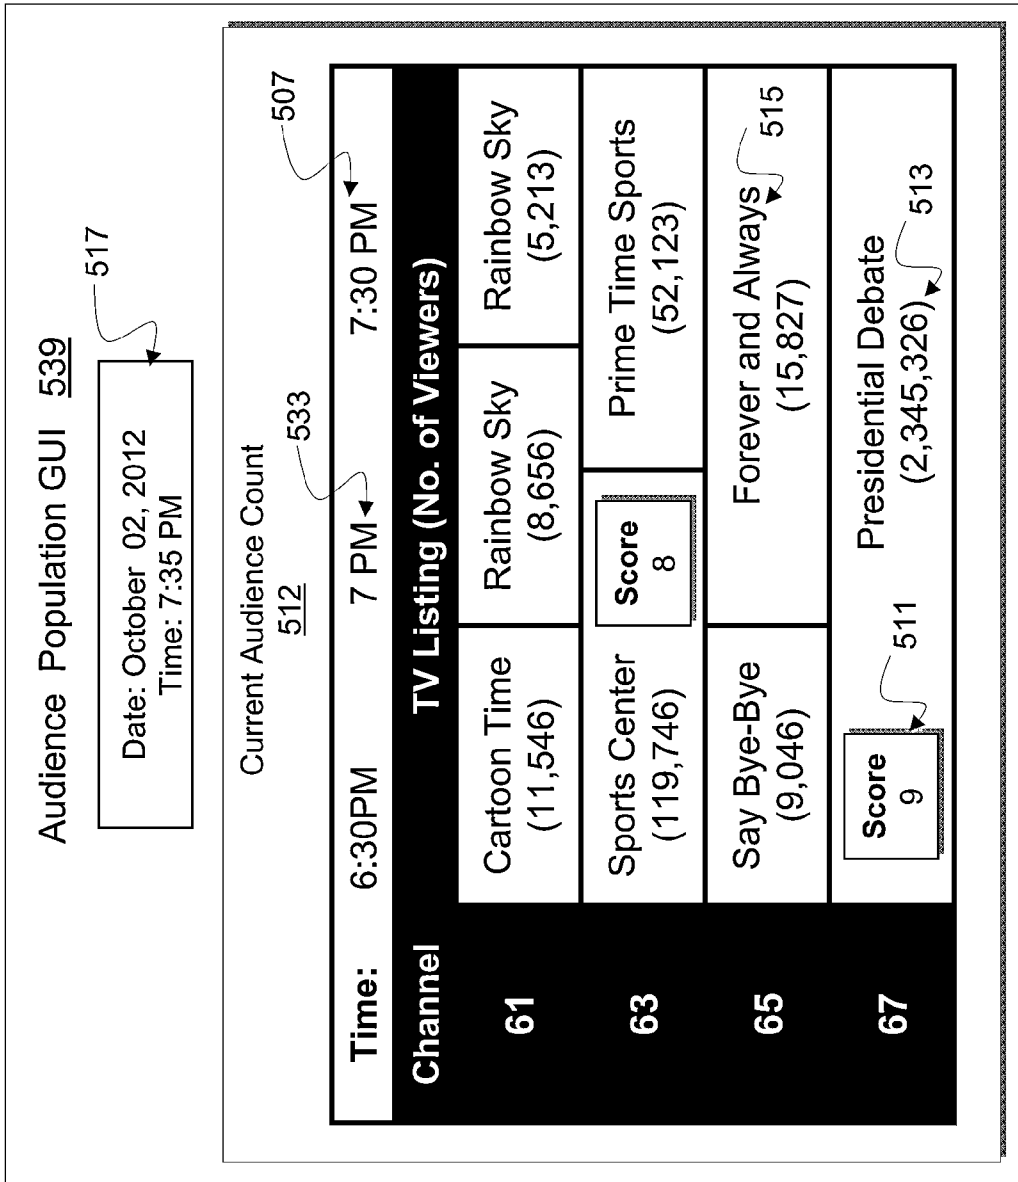 Audience Population GUI 539
517
Date: October 02, 2012
Time: 7:35 PM
Current Audience Count
512
533
507
Time: 6:30PM 7 PM 7:30 PM
Channel TV Listing (No. of Viewers)
61 Cartoon Time Rainbow Sky Rainbow Sky
(11,546) (8,656) (5,213)
63 Sports Center Score Prime Time Sports
(119,746) 8 (52,123)
65 Say Bye-Bye Forever and Always
(9,046) (15,827)
515
67 Score Presidential Debate
9 (2,345,326)
511
513